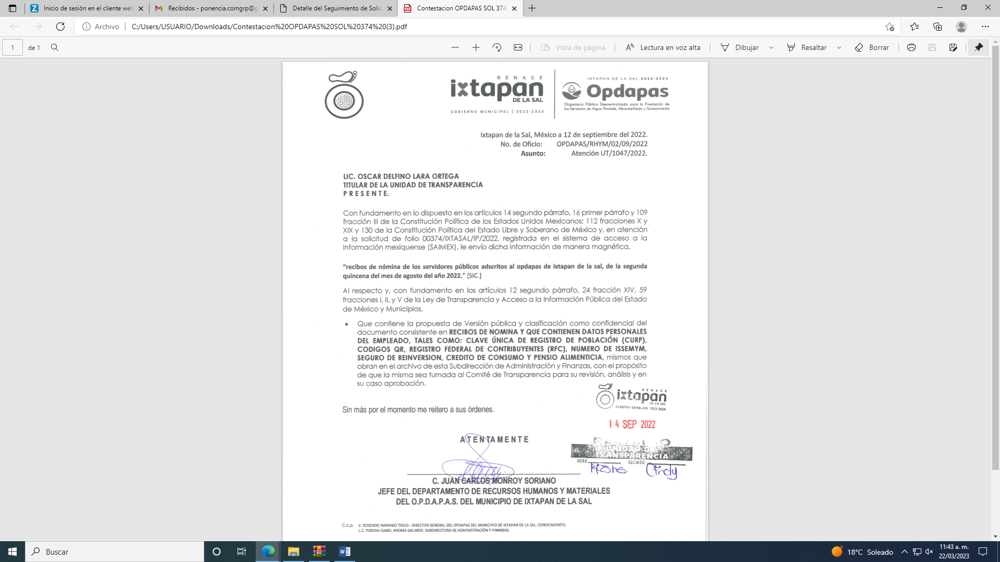 Inicio de sesión en el cliente web
Recibidos - ponencia.comgrp@g
Detalle del Seguimiento de Solic
Contestacion OPDAPAS SOL 374
Archivo
C:/Users/USUARIO/Downloads/Contestacion%20OPDAPAS%20SOL%20374%20(3).pdf
1 de 1
Vista de página
Lectura en voz alta
Dibujar
Resaltar
Borrar
RENACE
ixtapan
DE LA SAL
GOBIERNO MUNICIPAL | 2022-2024
IXTAPAN DE LA SAL 2022-2024
Opdapas
Organismo Público Descentralizado para la Prestación de
los Servicios de Agua Potable, Alcantarillado y Saneamiento
Ixtapan de la Sal, México a 12 de septiembre del 2022.
No. de Oficio: OPDAPAS/RHYM/02/09/2022
Asunto: Atención UT/1047/2022.
LIC. OSCAR DELFINO LARA ORTEGA
TITULAR DE LA UNIDAD DE TRANSPARENCIA
P R E S E N T E.
Con fundamento en lo dispuesto en los artículos 14 segundo párrafo, 16 primer párrafo y 109
fracción III de la Constitución Política de los Estados Unidos Mexicanos; 112 fracciones X y
XIX y 130 de la Constitución Política del Estado Libre y Soberano de México y, en atención
a la solicitud de folio 00374/IXTASAL/IP/2022, registrada en el sistema de acceso a la
información mexiquense (SAIMEX), le envío dicha información de manera magnética.
“recibos de nómina de los servidores públicos adscritos al opdapas de ixtapan de la sal, de la segunda
quincena del mes de agosto del año 2022.” [SIC.]
Al respecto y, con fundamento en los artículos 12 segundo párrafo, 24 fracción XIV, 59
fracciones I, II, y V de la Ley de Transparencia y Acceso a la Información Pública del Estado
de México y Municipios,
• Que contiene la propuesta de Versión pública y clasificación como confidencial del
documento consistente en RECIBOS DE NOMINA Y QUE CONTIENEN DATOS PERSONALES
DEL EMPLEADO, TALES COMO: CLAVE ÚNICA DE REGISTRO DE POBLACIÓN (CURP),
CODIGOS QR, REGISTRO FEDERAL DE CONTRIBUYENTES (RFC), NUMERO DE ISSEMYM,
SEGURO DE REINVERSION, CREDITO DE CONSUMO Y PENSIO ALIMENTICIA, mismos que
obran en el archivo de esta Subdirección de Administración y Finanzas, con el propósito
de que la misma sea turnada al Comité de Transparencia para su revisión, análisis y en
su caso aprobación.
RENACE
ixtapan
DE LA SAL
GOBIERNO MUNICIPAL 2022-2024
Sin más por el momento me reitero a sus órdenes.
14 SEP 2022
A T E N T A M E N T E
UNIDAD DE
TRANSPARENCIA
HORA RECIBIDO
Cindy
C. JUAN CARLOS MONROY SORIANO
JEFE DEL DEPARTAMENTO DE RECURSOS HUMANOS Y MATERIALES
DEL O.P.D.A.P.A.S. DEL MUNICIPIO DE IXTAPAN DE LA SAL
C.c.p. C. ROSENDO NARANJO TREJO.- DIRECTOR GENERAL DEL OPDAPAS DEL MUNICIPIO DE IXTAPAN DE LA SAL. CONOCIMIENTO.
L.C. YURIDIA ISABEL ARENAS GALINDO. SUBDIRECTORA DE ADMINISTRACIÓN Y FINANZAS.
Buscar
18°C Soleado
11:43 a. m.
22/03/2023